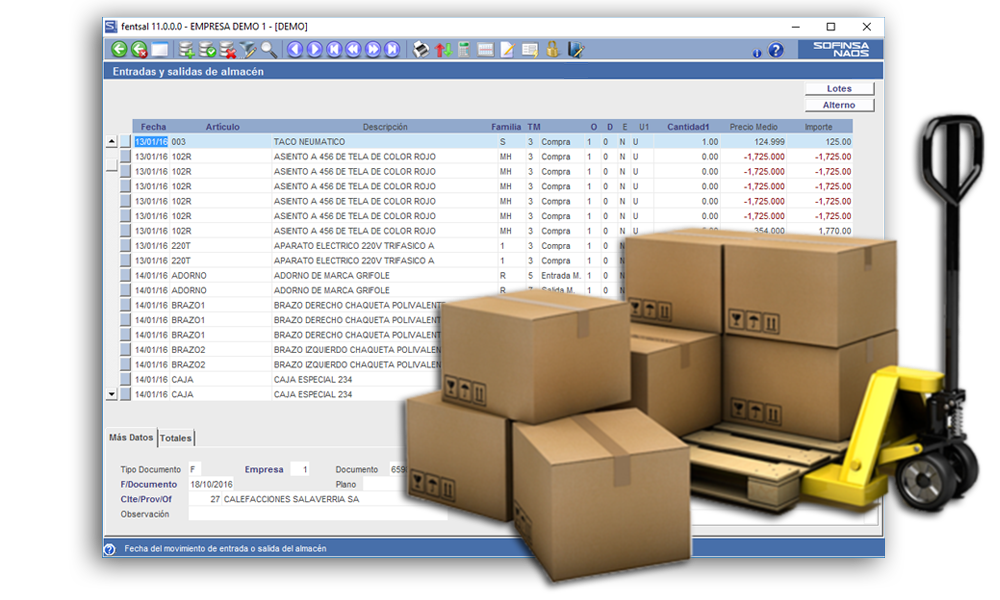 fentsal 11.0.0.0 - EMPRESA DEMO 1 - [DEMO]
SOFINSA
NAOS
Entradas y salidas de almacén
Lotes
Alterno
Fecha Artículo Descripción Familia TM O D E U1 Cantidad1 Precio Medio Importe
13/01/16 003 TACO NEUMATICO S 3 Compra 1 0 N U 1.00 124.999 125.00
13/01/16 102R ASIENTO A 456 DE TELA DE COLOR ROJO MH 3 Compra 1 0 N U 0.00 -1,725.000 -1,725.00
13/01/16 102R ASIENTO A 456 DE TELA DE COLOR ROJO MH 3 Compra 1 0 N U 0.00 -1,725.000 -1,725.00
13/01/16 102R ASIENTO A 456 DE TELA DE COLOR ROJO MH 3 Compra 1 0 N U 0.00 -1,725.000 -1,725.00
13/01/16 102R ASIENTO A 456 DE TELA DE COLOR ROJO MH 3 Compra 1 0 N U 0.00 -1,725.000 -1,725.00
13/01/16 102R ASIENTO A 456 DE TELA DE COLOR ROJO MH 3 Compra 1 0 N U 0.00 -1,725.000 -1,725.00
13/01/16 102R ASIENTO A 456 DE TELA DE COLOR ROJO MH 3 Compra 1 0 N U 354.000 1,770.00
13/01/16 220T APARATO ELECTRICO 220V TRIFASICO A 1 3 Compra 1 0 N
13/01/16 220T APARATO ELECTRICO 220V TRIFASICO A 1 3 Compra 1 0 N
14/01/16 ADORNO ADORNO DE MARCA GRIFOLE R 5 Entrada M. 1 0 N
14/01/16 ADORNO ADORNO DE MARCA GRIFOLE R Salida M. 1 0 N
14/01/16 BRAZO1 BRAZO DERECHO CHAQUETA POLIVALENTE
14/01/16 BRAZO1 BRAZO DERECHO CHAQUETA POLIVALEN
14/01/16 BRAZO1 BRAZO DERECHO CHAQUETA POLIVALEN
14/01/16 BRAZO2 BRAZO IZQUIERDO CHAQUETA POLIVALEN
14/01/16 BRAZO2 BRAZO IZQUIERDO CHAQUETA POLIVALEN
14/01/16 CAJA CAJA ESPECIAL 234
14/01/16 CAJA CAJA ESPECIAL 234
Más Datos Totales
Tipo Documento F Empresa 1 Documento
F/Documento 18/10/2016 Plano
Clte/Prov/Of 27 CALEFACCIONES SALAVERRIA SA
Observación
Fecha del movimiento de entrada o salida del almacén